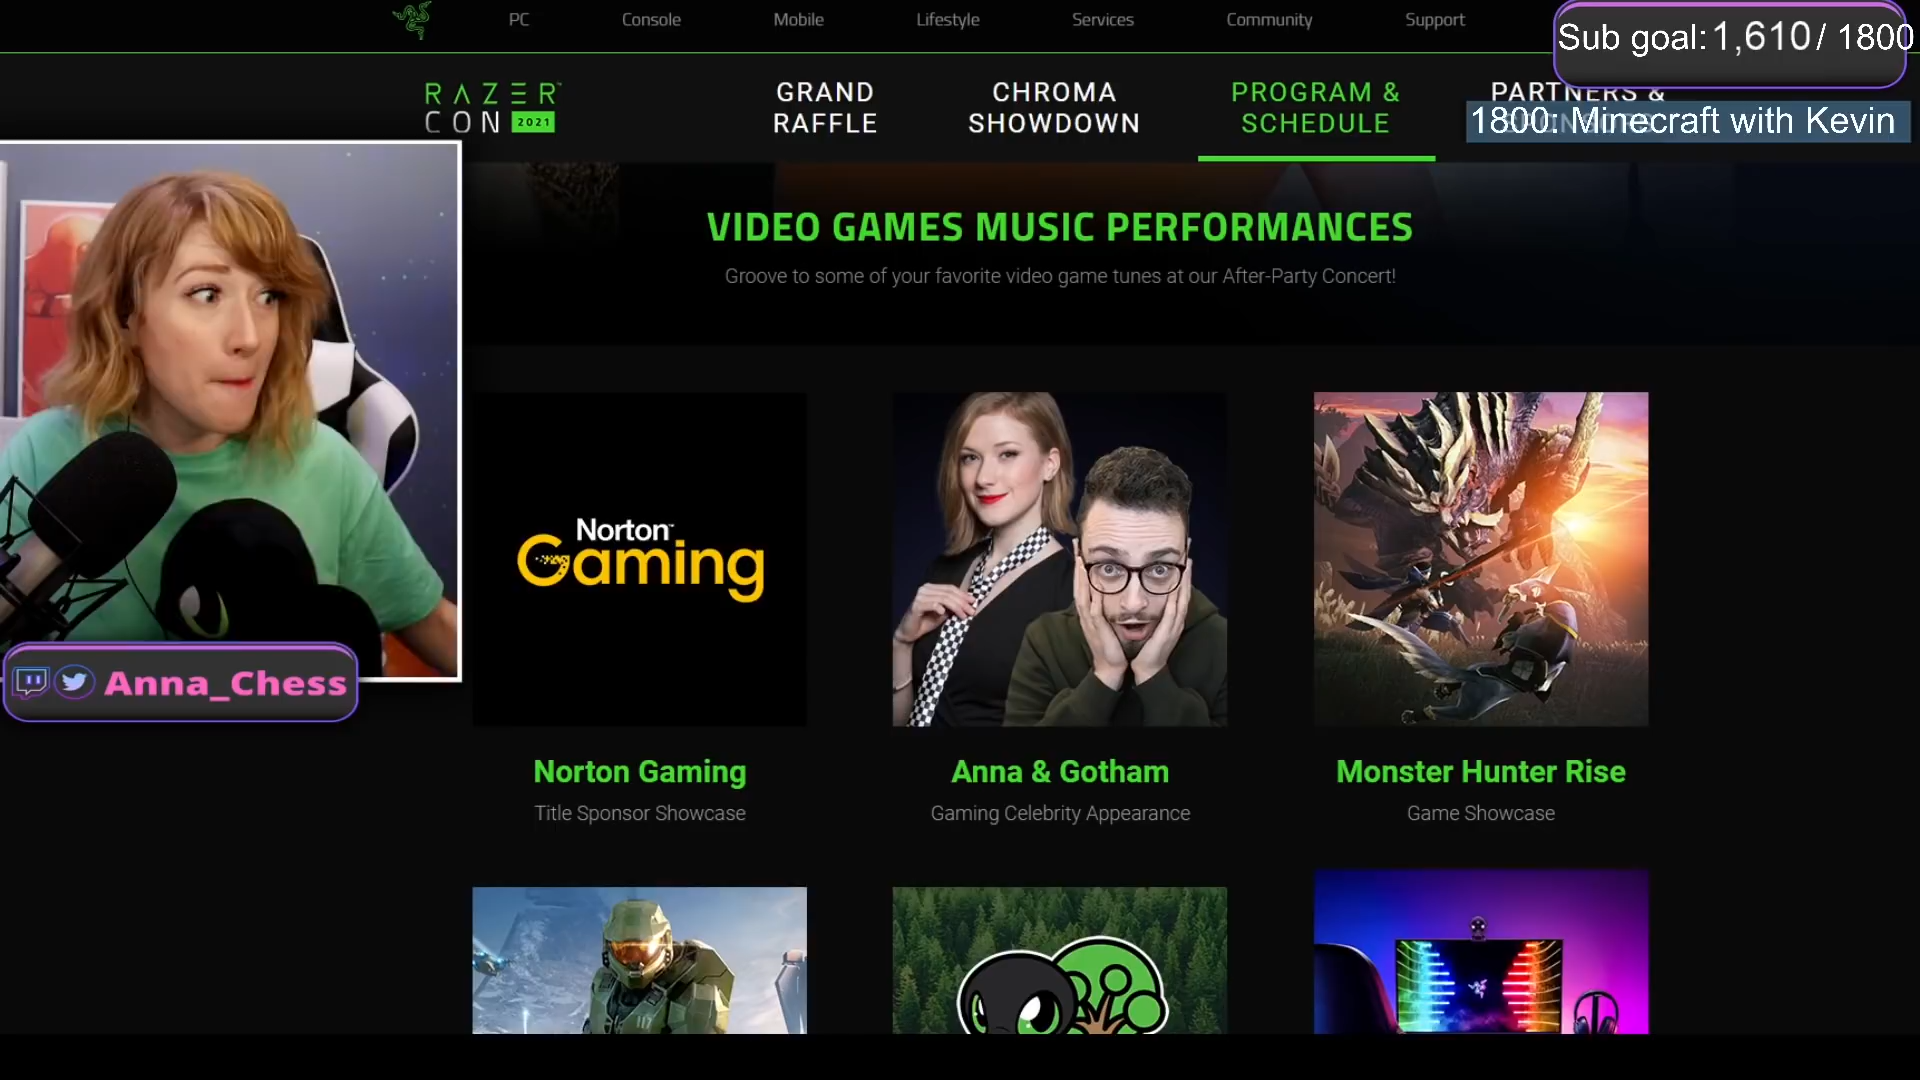 PC Console Mobile Lifestyle Services Community Support
Sub goal: 1,610 / 1800
RAZER
CON 2021
GRAND
RAFFLE
CHROMA
SHOWDOWN
PROGRAM &
SCHEDULE
PARTNERS &
1800: Minecraft with Kevin
VIDEO GAMES MUSIC PERFORMANCES
Groove to some of your favorite video game tunes at our After-Party Concert!
Norton
Gaming
Anna_Chess
Norton Gaming
Title Sponsor Showcase
Anna & Gotham
Gaming Celebrity Appearance
Monster Hunter Rise
Game Showcase